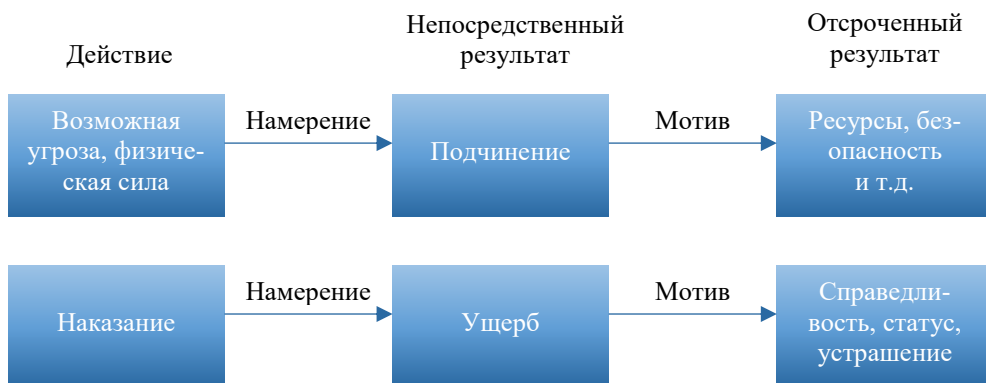 Действие
Непосредственный
результат
Отсроченный
результат
Возможная
угроза, физиче-
ская сила
Намерение
Подчинение
Мотив
Ресурсы, без-
опасность
и т.д.
Наказание
Намерение
Ущерб
Мотив
Справедли-
вость, статус,
устрашение